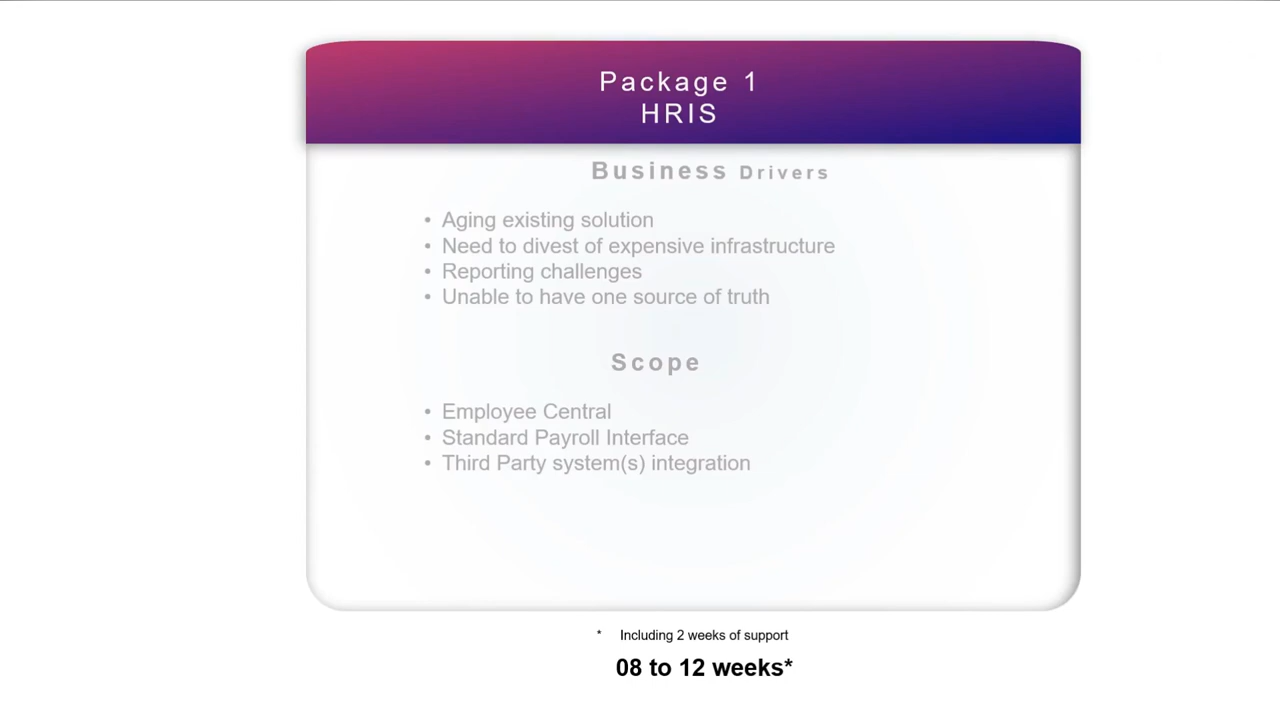 Package 1
HRIS
Business Drivers
• Aging existing solution
• Need to divest of expensive infrastructure
• Reporting challenges
• Unable to have one source of truth
Scope
• Employee Central
• Standard Payroll Interface
• Third Party system(s) integration
* Including 2 weeks of support
08 to 12 weeks*